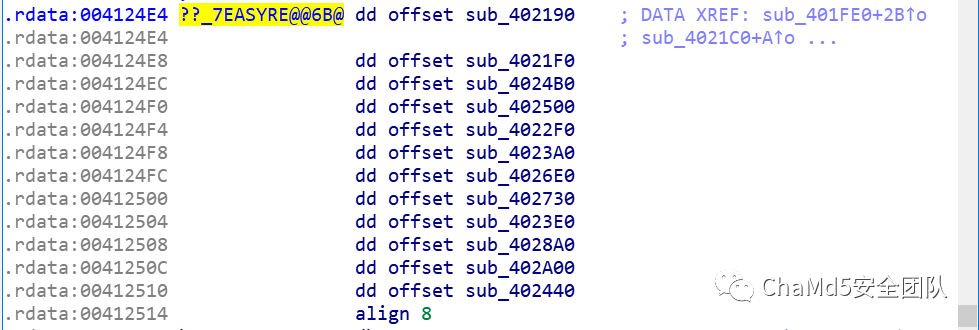 .rdata:004124E4 ??_7EASYRE@@6B@ dd offset sub_402190 ; DATA XREF: sub_401FE0+2B↑o
.rdata:004124E4 ; sub_4021C0+A↑o ...
.rdata:004124E8 dd offset sub_4021F0
.rdata:004124EC dd offset sub_4024B0
.rdata:004124F0 dd offset sub_402500
.rdata:004124F4 dd offset sub_4022F0
.rdata:004124F8 dd offset sub_4023A0
.rdata:004124FC dd offset sub_4026E0
.rdata:00412500 dd offset sub_402730
.rdata:00412504 dd offset sub_4023E0
.rdata:00412508 dd offset sub_4028A0
.rdata:0041250C dd offset sub_402A00
.rdata:00412510 dd offset sub_402440
.rdata:00412514 align 8
ChaMd5安全团队